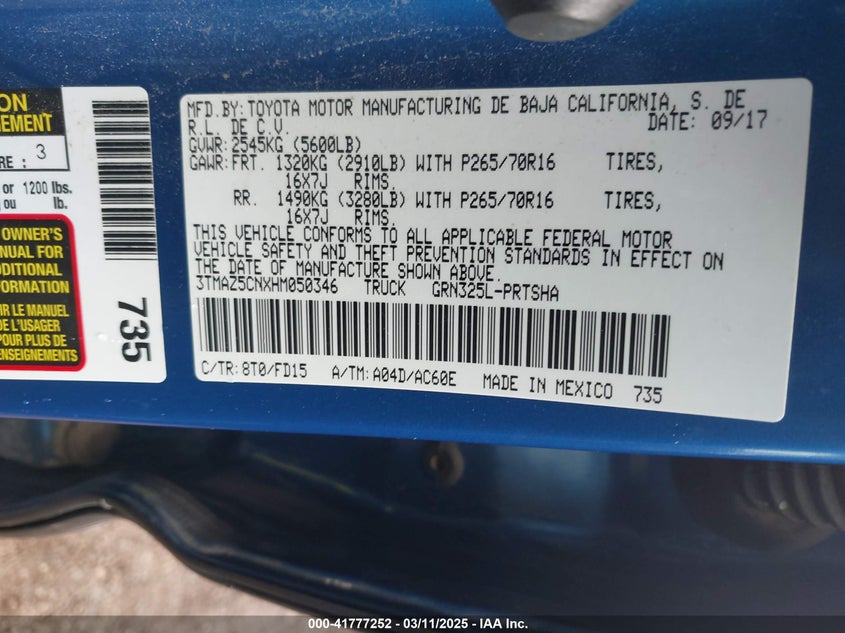 ON
EMENT
RE : 3
or 1200 lbs.
ou lb.
OWNER'S
ANUAL FOR
DDITIONAL
FORMATION
IR LE MANUEL
DE L'USAGER
POUR PLUS DE
ENSEIGNEMENTS
735
MFD.BY:TOYOTA MOTOR MANUFACTURING DE BAJA CALIFORNIA, S. DE
R.L. DE C.V. DATE: 09/17
GVWR:2545KG (5600LB)
GAWR:FRT. 1320KG (2910LB) WITH P265/70R16 TIRES,
16X7J RIMS.
RR. 1490KG (3280LB) WITH P265/70R16 TIRES,
16X7J RIMS.
THIS VEHICLE CONFORMS TO ALL APPLICABLE FEDERAL MOTOR
VEHICLE SAFETY AND THEFT PREVENTION STANDARDS IN EFFECT ON
THE DATE OF MANUFACTURE SHOWN ABOVE.
3TMAZ5CNXHM050346 TRUCK GRN325L-PRTSHA
C/TR:8T0/FD15 A/TM:A04D/AC60E MADE IN MEXICO 735
000-41777252 - 03/11/2025 - IAA Inc.